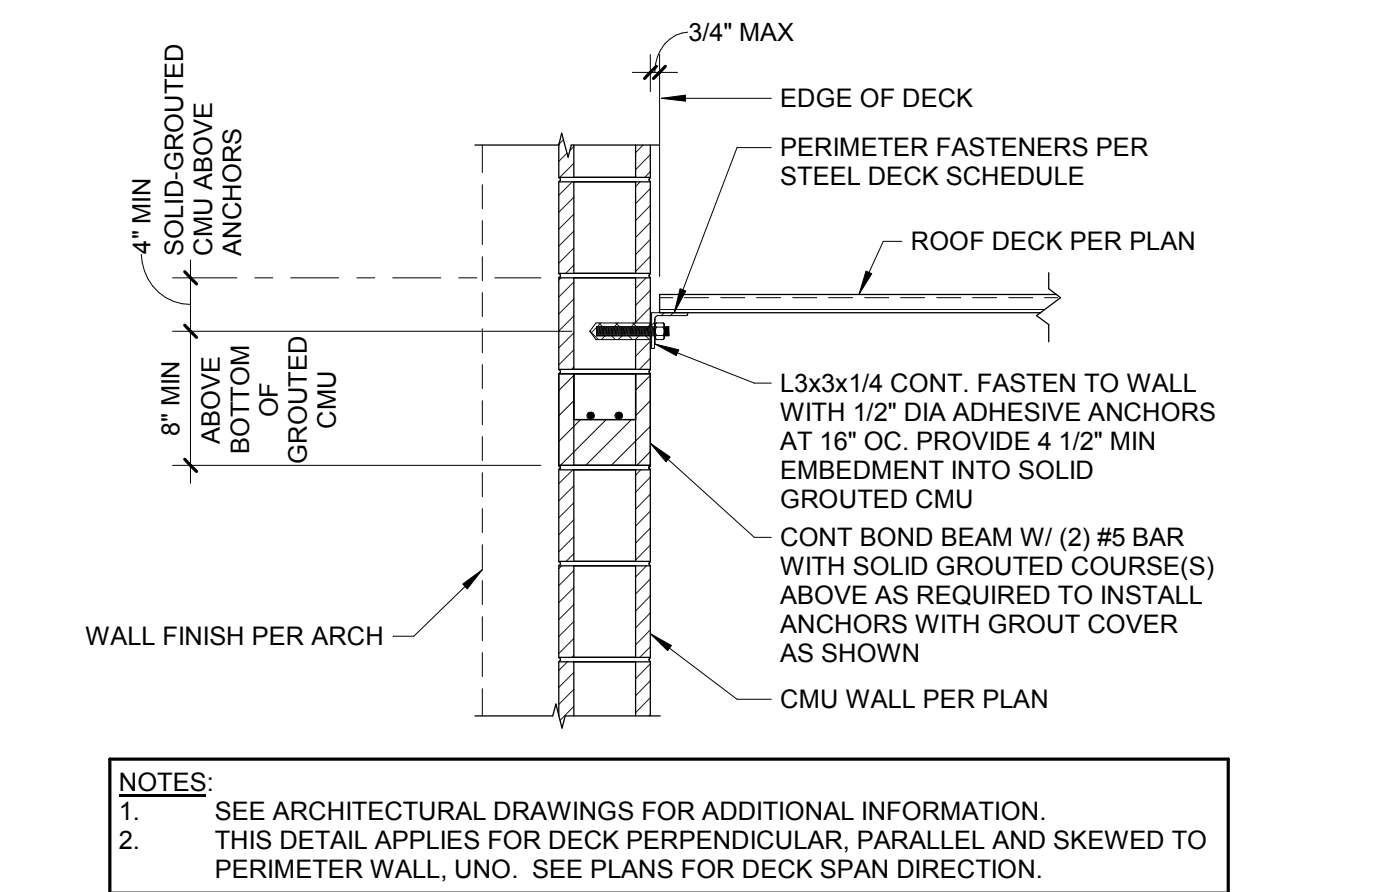 3/4" MAX
EDGE OF DECK
PERIMETER FASTENERS PER
STEEL DECK SCHEDULE
ROOF DECK PER PLAN
4" MIN
SOLID-GROUTED
CMU ABOVE
ANCHORS
8" MIN
ABOVE
BOTTOM
OF
GROUTED
CMU
L3x3x1/4 CONT. FASTEN TO WALL
WITH 1/2" DIA ADHESIVE ANCHORS
AT 16" OC. PROVIDE 4 1/2" MIN
EMBEDMENT INTO SOLID
GROUTED CMU
CONT BOND BEAM W/ (2) #5 BAR
WITH SOLID GROUTED COURSE(S)
ABOVE AS REQUIRED TO INSTALL
ANCHORS WITH GROUT COVER
AS SHOWN
WALL FINISH PER ARCH
CMU WALL PER PLAN
NOTES:
1. SEE ARCHITECTURAL DRAWINGS FOR ADDITIONAL INFORMATION.
2. THIS DETAIL APPLIES FOR DECK PERPENDICULAR, PARALLEL AND SKEWED TO
PERIMETER WALL, UNO. SEE PLANS FOR DECK SPAN DIRECTION.